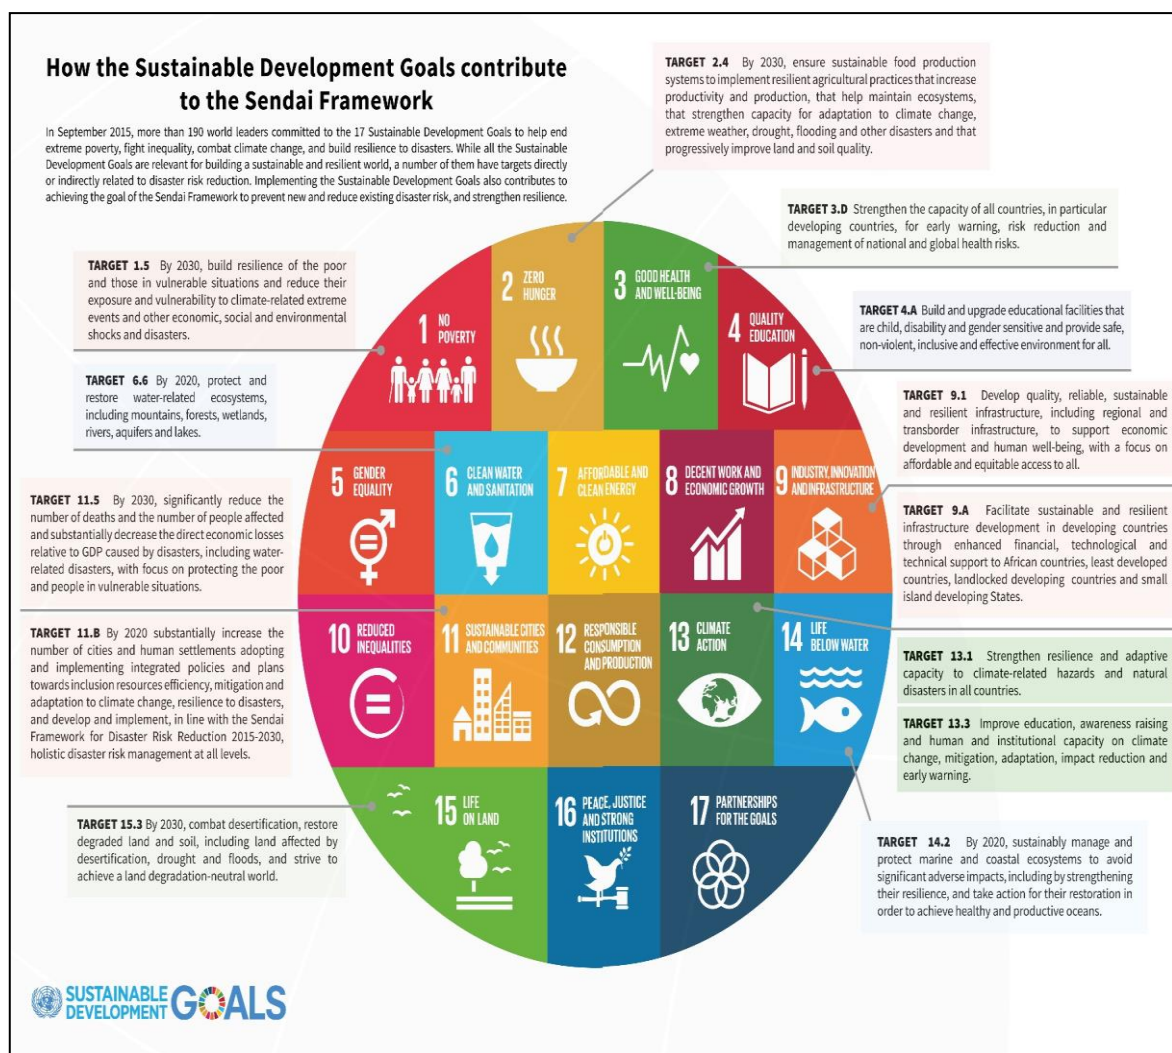 How the Sustainable Development Goals contribute
to the Sendai Framework
In September 2015, more than 190 world leaders committed to the 17 Sustainable Development Goals to help end
extreme poverty, fight inequality, combat climate change, and build resilience to disasters. While all the Sustainable
Development Goals are relevant for building a sustainable and resilient world, a number of them have targets directly
or indirectly related to disaster risk reduction. Implementing the Sustainable Development Goals also contributes to
achieving the goal of the Sendai Framework to prevent new and reduce existing disaster risk, and strengthen resilience.
TARGET 2.4 By 2030, ensure sustainable food production
systems to implement resilient agricultural practices that increase
productivity and production, that help maintain ecosystems,
that strengthen capacity for adaptation to climate change,
extreme weather, drought, flooding and other disasters and that
progressively improve land and soil quality.
TARGET 3.D Strengthen the capacity of all countries, in particular
developing countries, for early warning, risk reduction and
management of national and global health risks.
TARGET 1.5 By 2030, build resilience of the poor
and those in vulnerable situations and reduce their
exposure and vulnerability to climate-related extreme
events and other economic, social and environmental
shocks and disasters.
TARGET 4.A Build and upgrade educational facilities that
are child, disability and gender sensitive and provide safe,
non-violent, inclusive and effective environment for all.
TARGET 6.6 By 2020, protect and
restore water-related ecosystems,
including mountains, forests, wetlands,
rivers, aquifers and lakes.
TARGET 9.1 Develop quality, reliable, sustainable
and resilient infrastructure, including regional and
transborder infrastructure, to support economic
development and human well-being, with a focus on
affordable and equitable access to all.
TARGET 11.5 By 2030, significantly reduce the
number of deaths and the number of people affected
and substantially decrease the direct economic losses
relative to GDP caused by disasters, including water-
related disasters, with focus on protecting the poor
and people in vulnerable situations.
TARGET 9.A Facilitate sustainable and resilient
infrastructure development in developing countries
through enhanced financial, technological and
technical support to African countries, least developed
countries, landlocked developing countries and small
island developing States.
TARGET 11.B By 2020 substantially increase the
number of cities and human settlements adopting
and implementing integrated policies and plans
towards inclusion resources efficiency, mitigation and
adaptation to climate change, resilience to disasters,
and develop and implement, in line with the Sendai
Framework for Disaster Risk Reduction 2015-2030,
holistic disaster risk management at all levels.
TARGET 13.1 Strengthen resilience and adaptive
capacity to climate-related hazards and natural
disasters in all countries.
TARGET 13.3 Improve education, awareness raising
and human and institutional capacity on climate
change, mitigation, adaptation, impact reduction and
early warning.
TARGET 15.3 By 2030, combat desertification, restore
degraded land and soil, including land affected by
desertification, drought and floods, and strive to
achieve a land degradation-neutral world.
TARGET 14.2 By 2020, sustainably manage and
protect marine and coastal ecosystems to avoid
significant adverse impacts, including by strengthening
their resilience, and take action for their restoration in
order to achieve healthy and productive oceans.
1 NO
POVERTY
2 ZERO
HUNGER
3 GOOD HEALTH
AND WELL-BEING
4 QUALITY
EDUCATION
5 GENDER
EQUALITY
6 CLEAN WATER
AND SANITATION
7 AFFORDABLE AND
CLEAN ENERGY
8 DECENT WORK AND
ECONOMIC GROWTH
9 INDUSTRY, INNOVATION
AND INFRASTRUCTURE
10 REDUCED
INEQUALITIES
11 SUSTAINABLE CITIES
AND COMMUNITIES
12 RESPONSIBLE
CONSUMPTION
AND PRODUCTION
13 CLIMATE
ACTION
14 LIFE
BELOW WATER
15 LIFE
ON LAND
16 PEACE, JUSTICE
AND STRONG
INSTITUTIONS
17 PARTNERSHIPS
FOR THE GOALS
SUSTAINABLE
DEVELOPMENT
GOALS